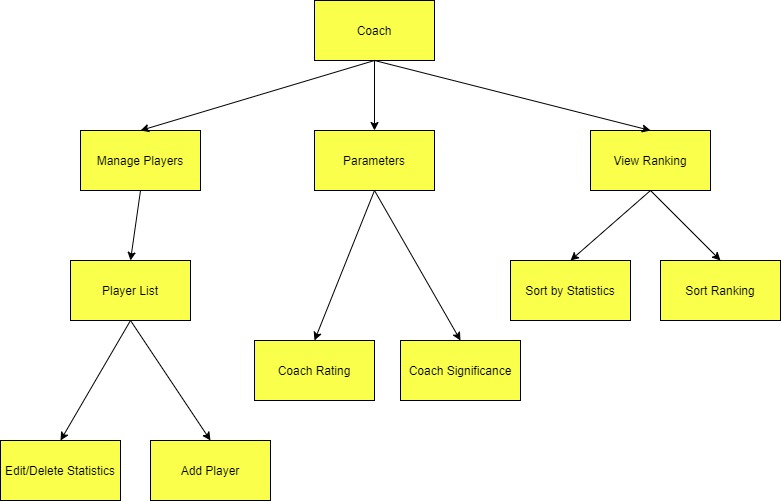 Coach
Manage Players
Parameters
View Ranking
Player List
Sort by Statistics
Sort Ranking
Coach Rating
Coach Significance
Edit/Delete Statistics
Add Player